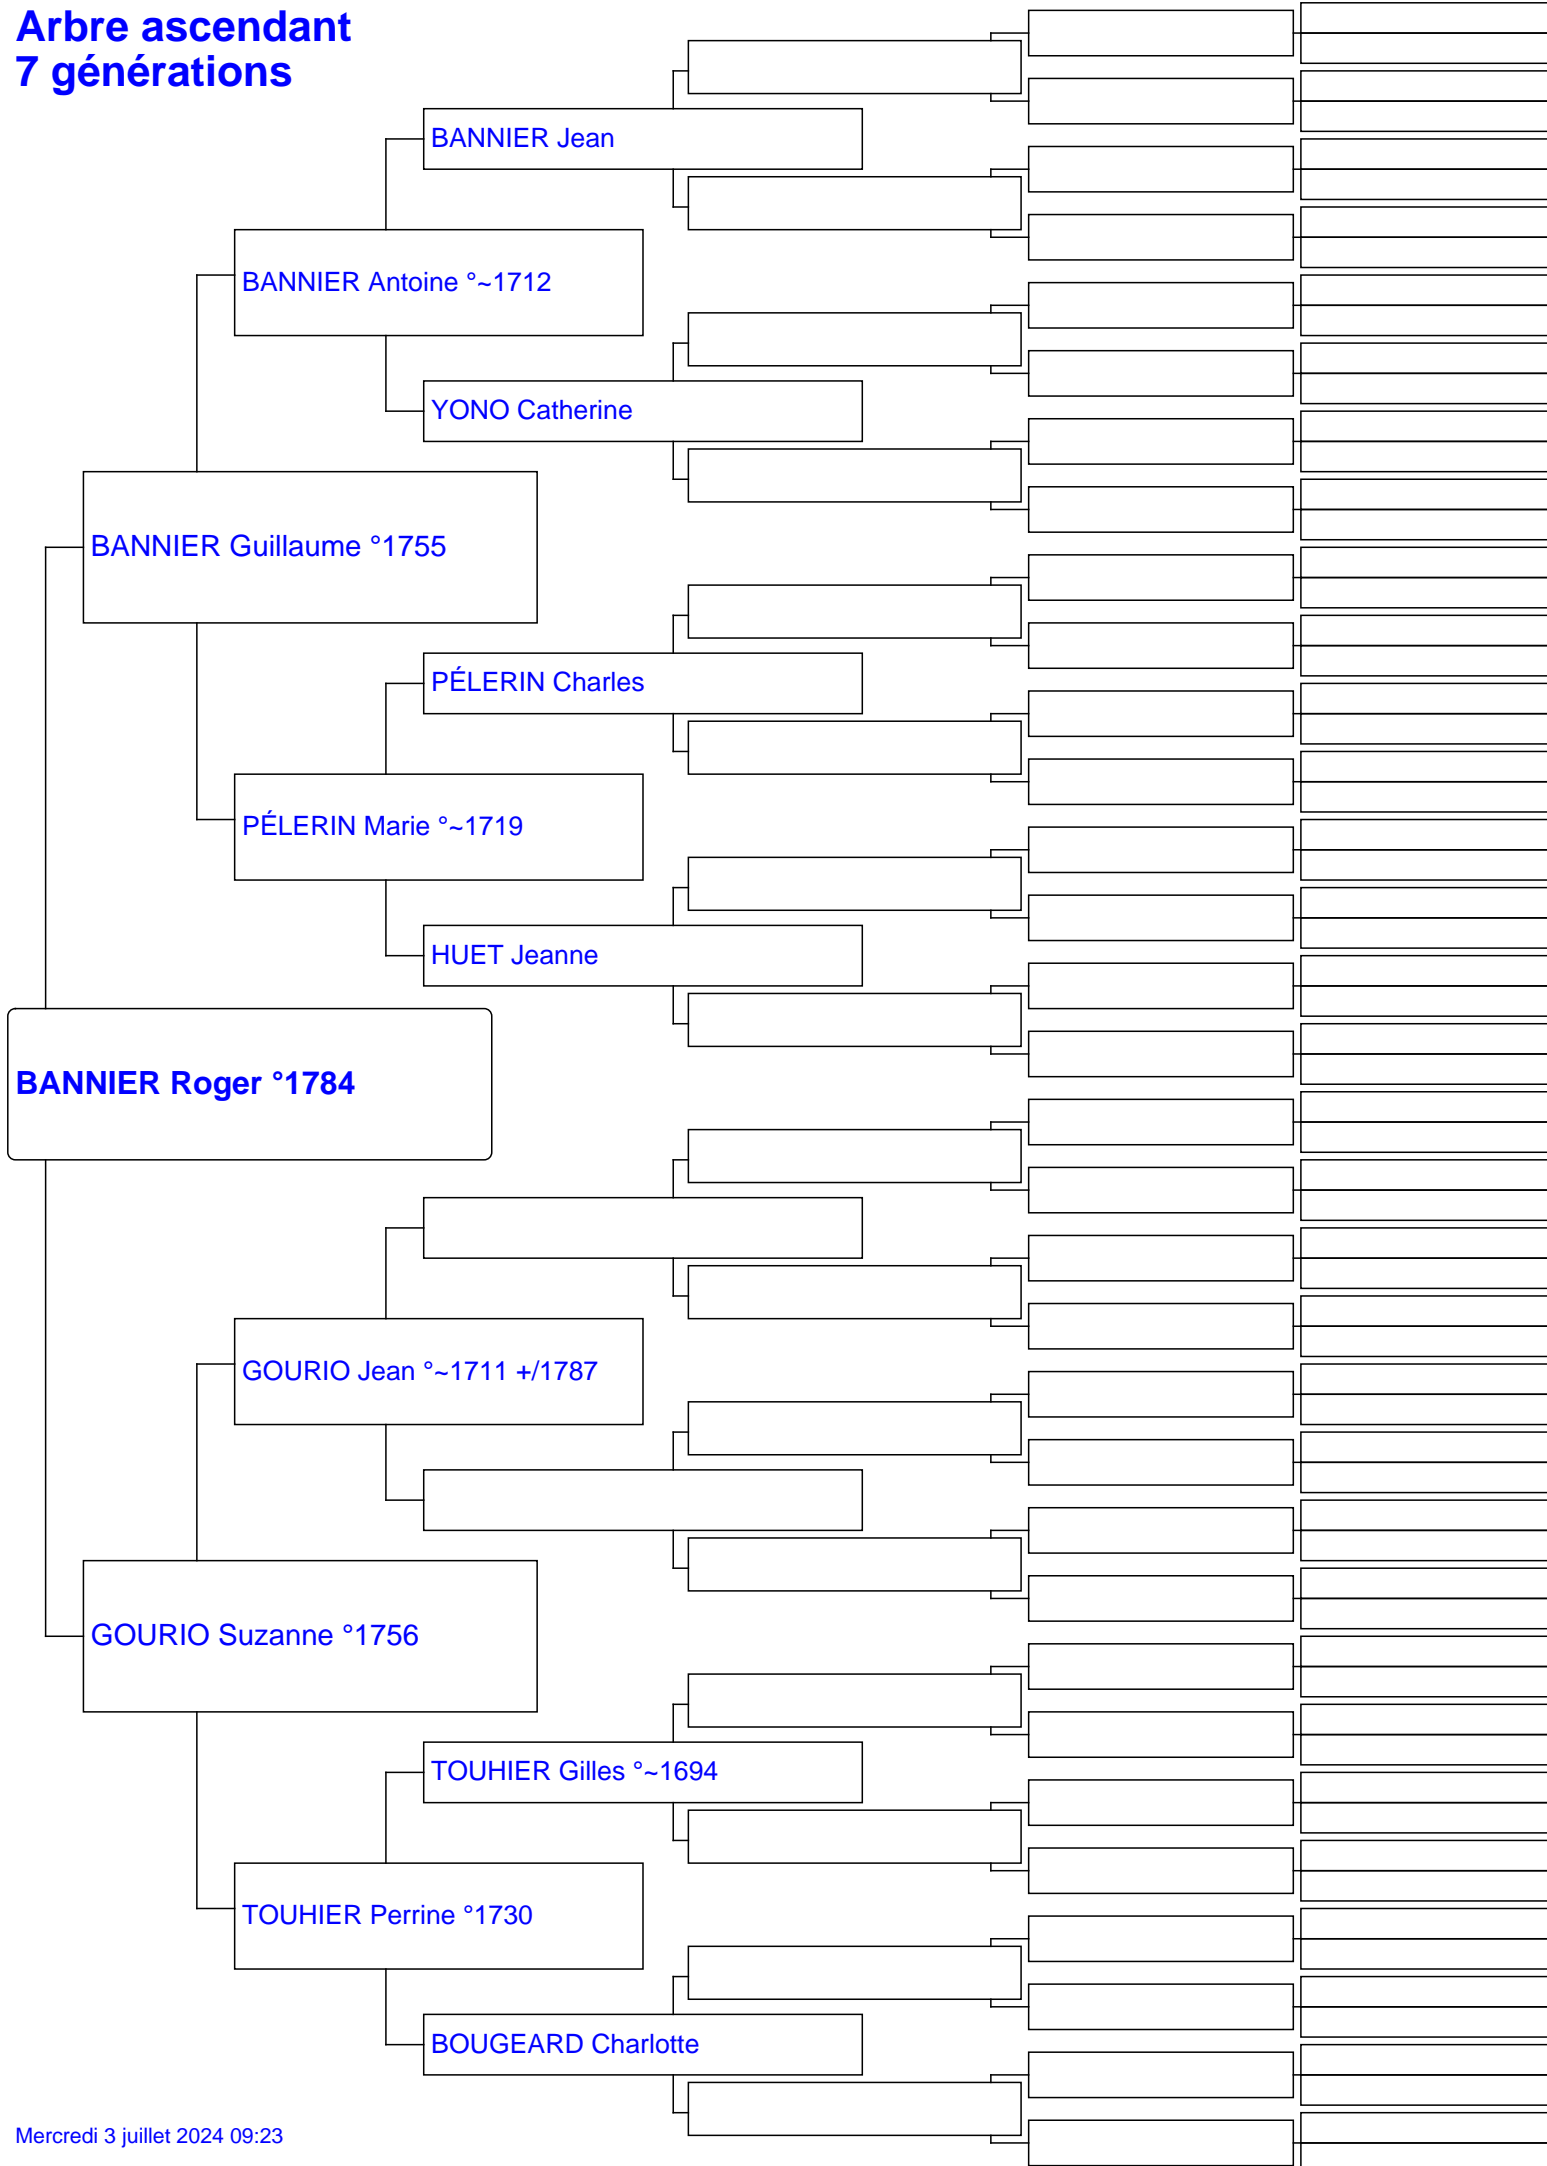 Arbre ascendant
7 générations
BANNIER Jean
BANNIER Antoine °~1712
YONO Catherine
BANNIER Guillaume °1755
PÉLERIN Charles
PÉLERIN Marie °~1719
HUET Jeanne
BANNIER Roger °1784
GOURIO Jean °~1711 +/1787
GOURIO Suzanne °1756
TOUHIER Gilles °~1694
TOUHIER Perrine °1730
BOUGEARD Charlotte
Mercredi 3 juillet 2024 09:23